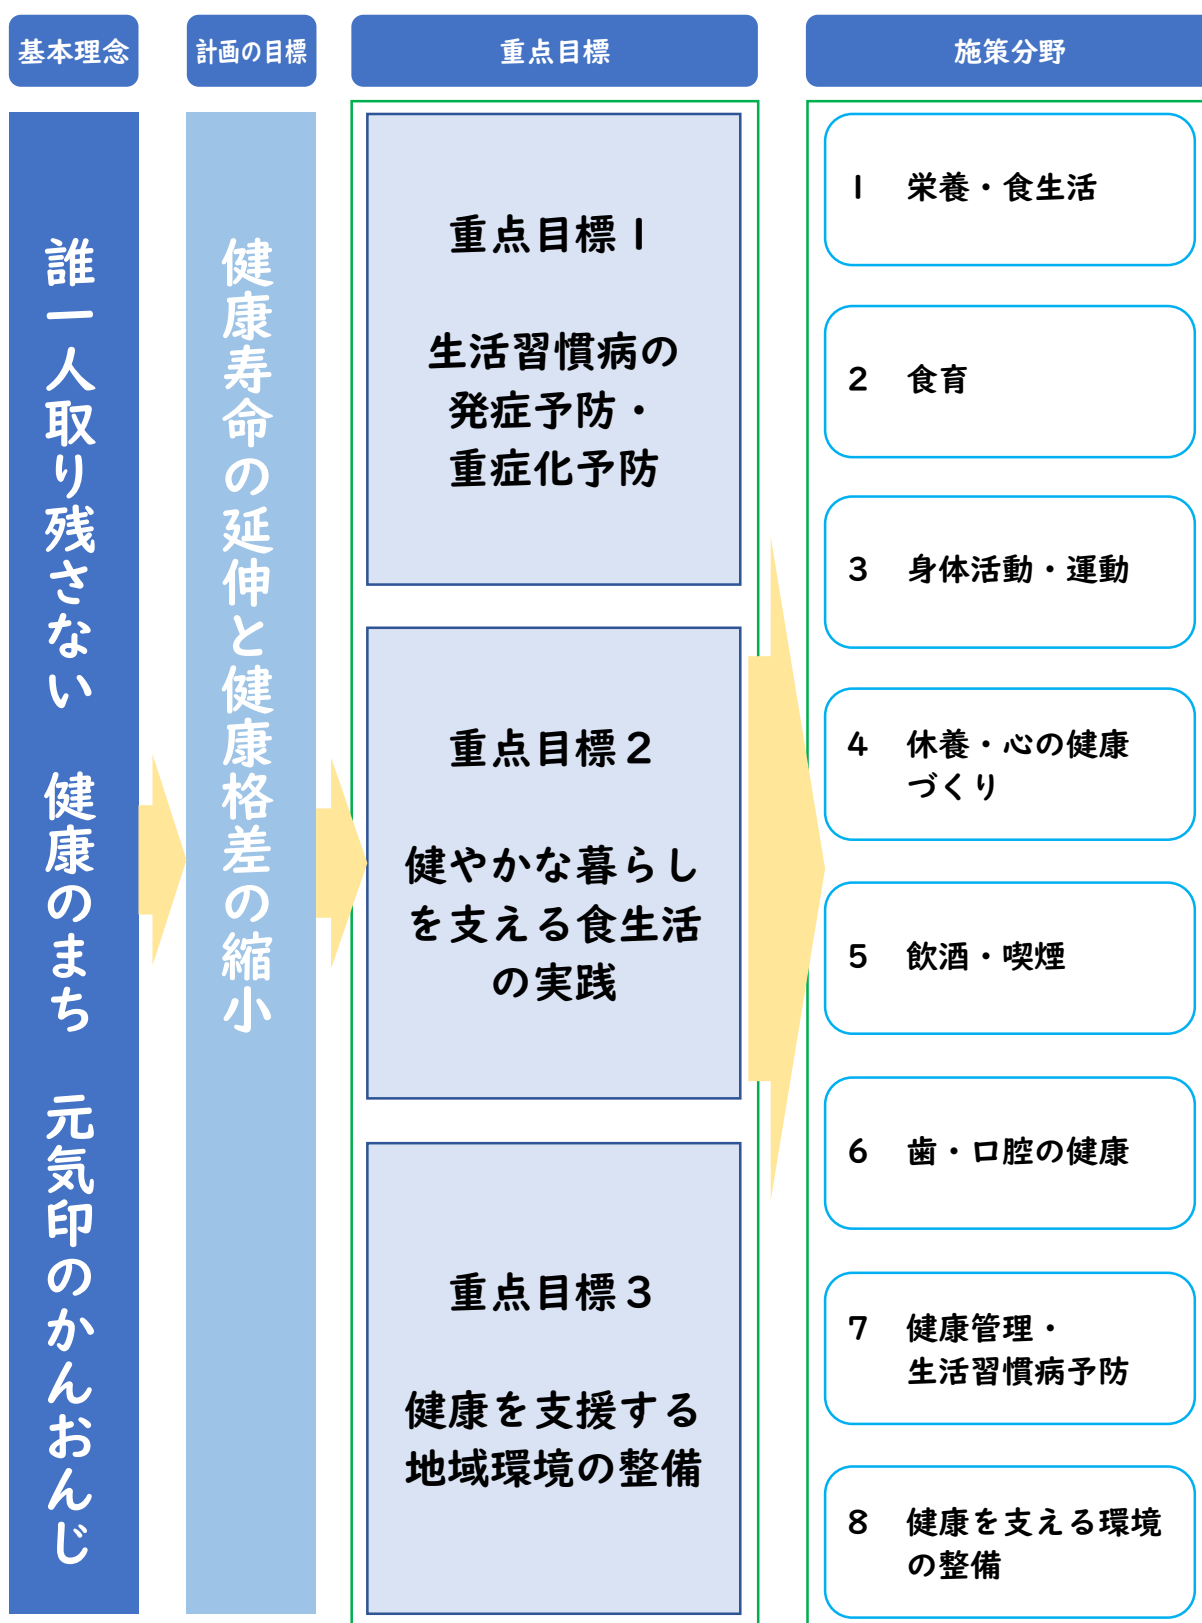 基本理念
計画の目標
重点目標
施策分野
誰一人取り残さない　健康のまち　元気印のかんおんじ
健康寿命の延伸と健康格差の縮小
重点目標１
生活習慣病の
発症予防・
重症化予防
重点目標２
健やかな暮らし
を支える食生活
の実践
重点目標３
健康を支援する
地域環境の整備
１　栄養・食生活
２　食育
３　身体活動・運動
４　休養・心の健康
づくり
５　飲酒・喫煙
６　歯・口腔の健康
７　健康管理・
生活習慣病予防
８　健康を支える環境
の整備